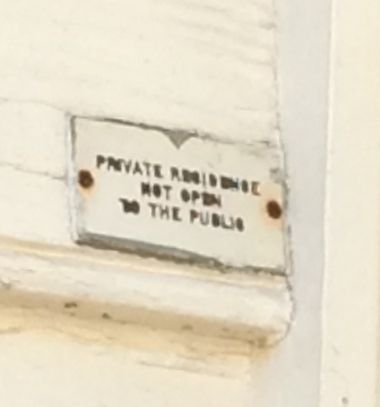 PRIVATE RESIDENCE
NOT OPEN
TO THE PUBLIC